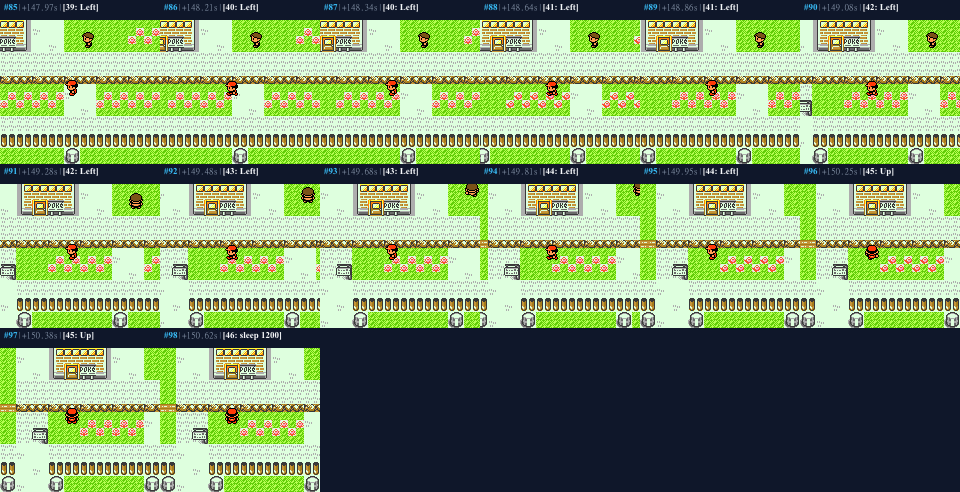 #85|+147.97s|[39: Left]
#86|+148.21s|[40: Left]
#87|+148.34s|[40: Left]
#88|+148.64s|[41: Left]
#89|+148.86s|[41: Left]
#90|+149.08s|[42: Left]
POKé
POKé
POKé
POKé
POKé
#91|+149.28s|[42: Left]
#92|+149.48s|[43: Left]
#93|+149.68s|[43: Left]
#94|+149.81s|[44: Left]
#95|+149.95s|[44: Left]
#96|+150.25s|[45: Up]
POKé
POKé
POKé
POKé
POKé
POKé
#97|+150.38s|[45: Up]
#98|+150.62s|[46: sleep 1200]
POKé
POKé